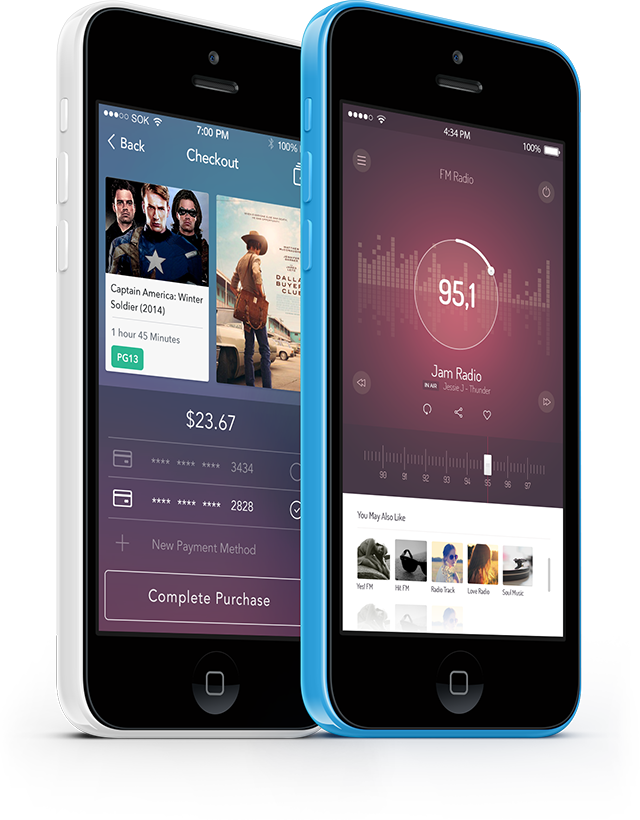 SOK
7:00 PM
100%
Back
Checkout
Captain America: Winter
Soldier (2014)
1 hour 45 Minutes
PG13
DALLAS
BUYERS
CLUB
$23.67
**** **** **** 3434
**** **** **** 2828
New Payment Method
Complete Purchase
4:34 PM
100%
FM Radio
95,1
Jam Radio
IN AIR Jessie J - Thunder
90 91 92 93 94 95 96 97
You May Also Like
Yes! FM
Hit FM
Radio Track
Love Radio
Soul Music